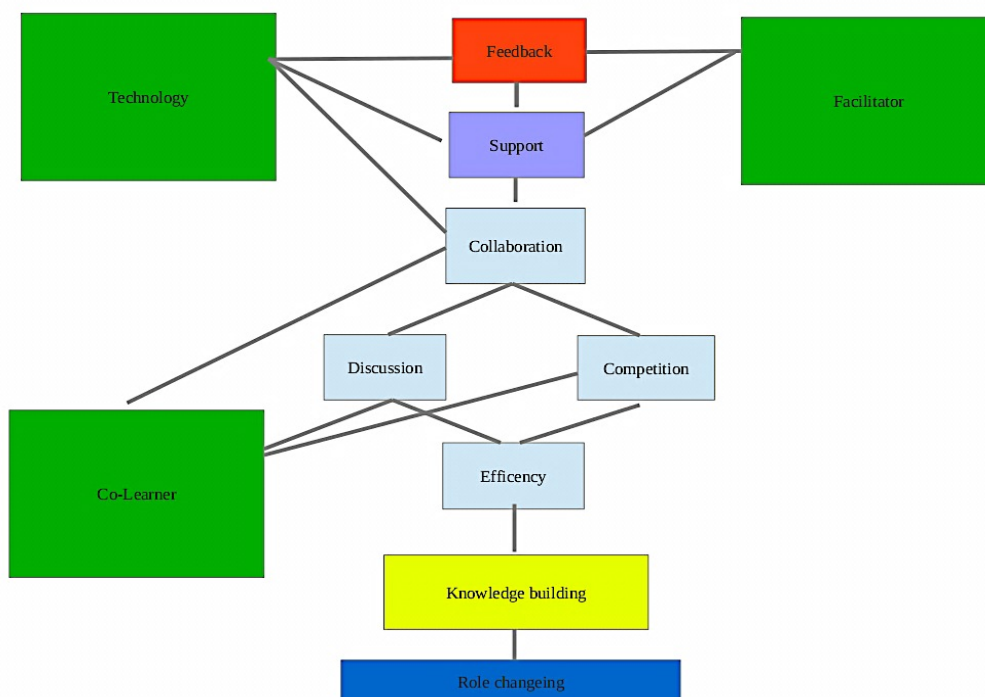 Feedback
Technology
Facilitator
Support
Collaboration
Discussion
Competition
Efficency
Co-Learner
Knowledge building
Role changeing